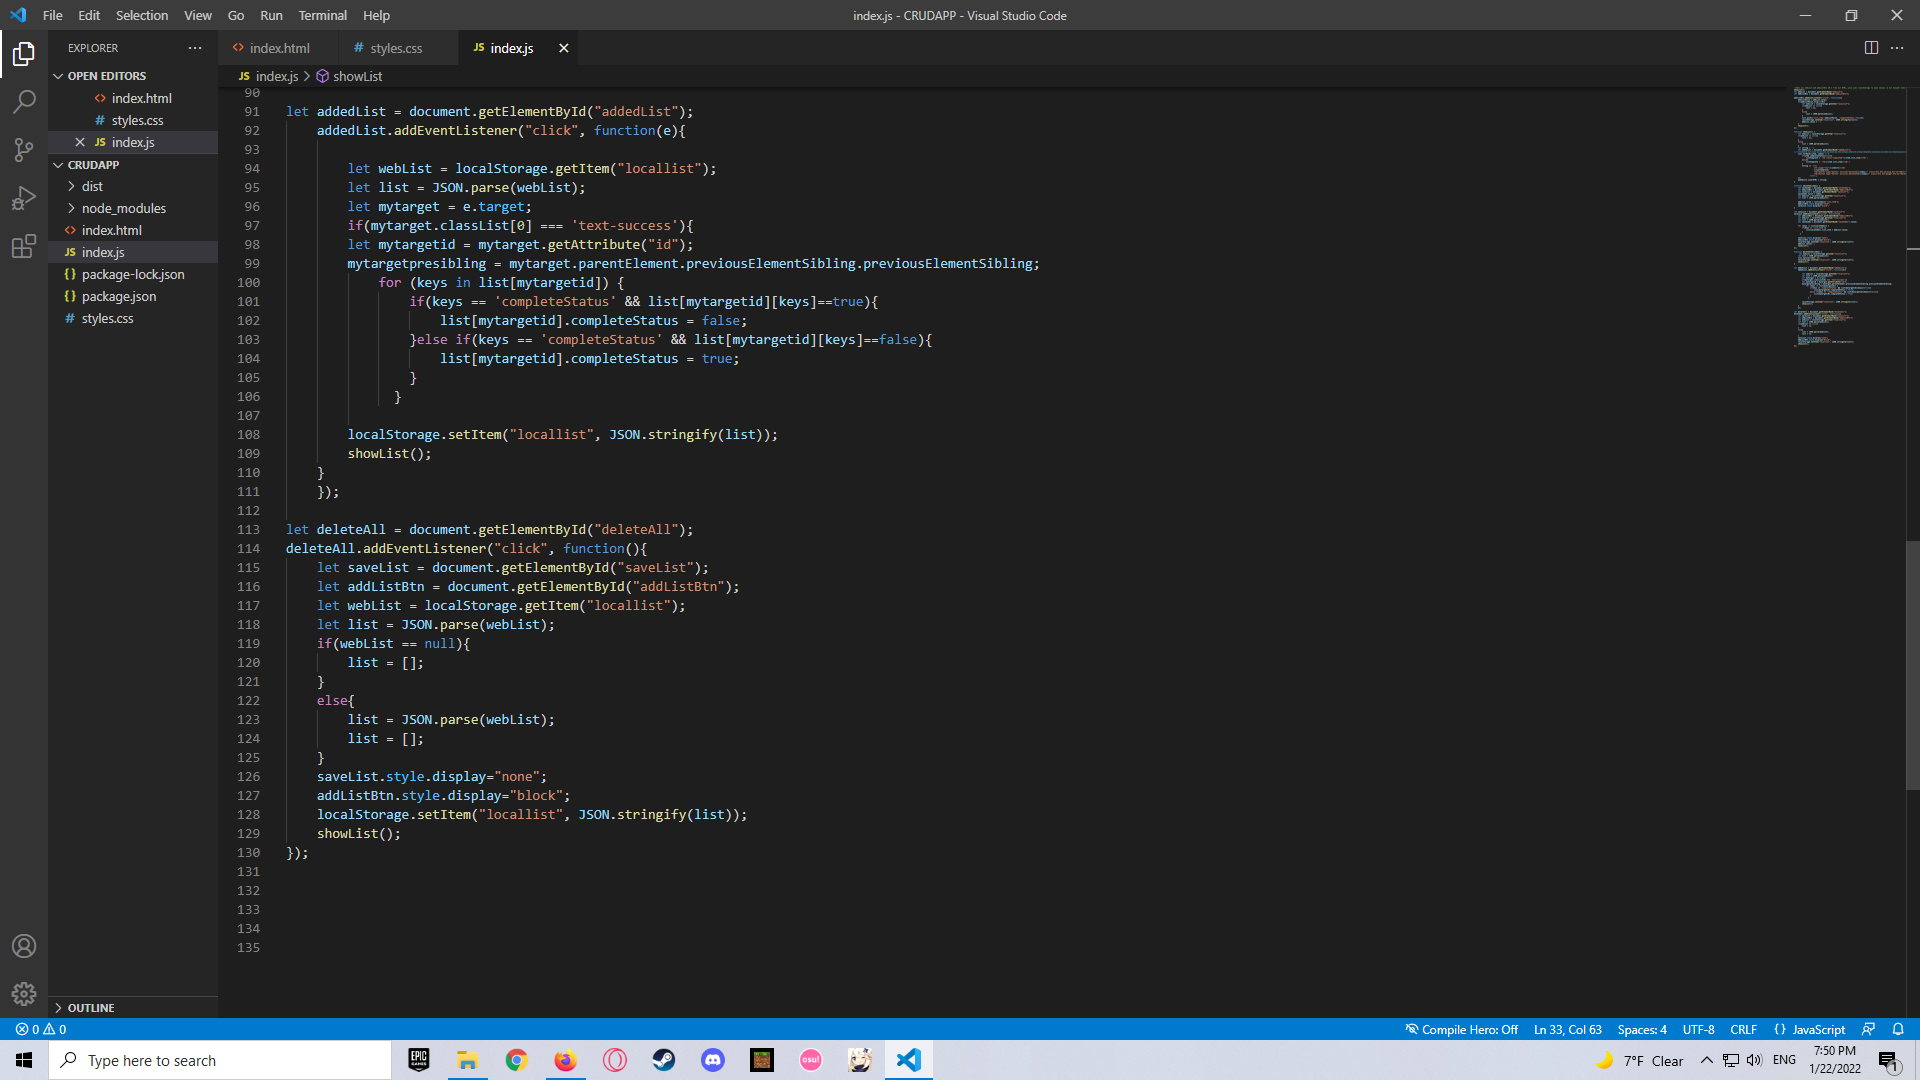 File Edit Selection View Go Run Terminal Help
index.js - CRUDAPP - Visual Studio Code
EXPLORER
index.html
styles.css
JS index.js
OPEN EDITORS
index.html
styles.css
JS index.js
CRUDAPP
dist
node_modules
index.html
JS index.js
{} package-lock.json
{} package.json
# styles.css
OUTLINE
JS index.js > showList
90
91 let addedList = document.getElementById("addedList");
92 addedList.addEventListener("click", function(e){
93
94 let webList = localStorage.getItem("locallist");
95 let list = JSON.parse(webList);
96 let mytarget = e.target;
97 if(mytarget.classList[0] === 'text-success'){
98 let mytargetid = mytarget.getAttribute("id");
99 mytargetpresibling = mytarget.parentElement.previousElementSibling.previousElementSibling;
100 for (keys in list[mytargetid]) {
101 if(keys == 'completeStatus' && list[mytargetid][keys]==true){
102 list[mytargetid].completeStatus = false;
103 }else if(keys == 'completeStatus' && list[mytargetid][keys]==false){
104 list[mytargetid].completeStatus = true;
105 }
106 }
107
108 localStorage.setItem("locallist", JSON.stringify(list));
109 showList();
110 }
111 });
112
113 let deleteAll = document.getElementById("deleteAll");
114 deleteAll.addEventListener("click", function(){
115 let saveList = document.getElementById("saveList");
116 let addListBtn = document.getElementById("addListBtn");
117 let webList = localStorage.getItem("locallist");
118 let list = JSON.parse(webList);
119 if(webList == null){
120 list = [];
121 }
122 else{
123 list = JSON.parse(webList);
124 list = [];
125 }
126 saveList.style.display="none";
127 addListBtn.style.display="block";
128 localStorage.setItem("locallist", JSON.stringify(list));
129 showList();
130 });
131
132
133
134
135
0 0
Compile Hero: Off Ln 33, Col 63 Spaces: 4 UTF-8 CRLF {} JavaScript
Type here to search
EPIC GAMES
osu!
7°F Clear
ENG
7:50 PM
1/22/2022
1